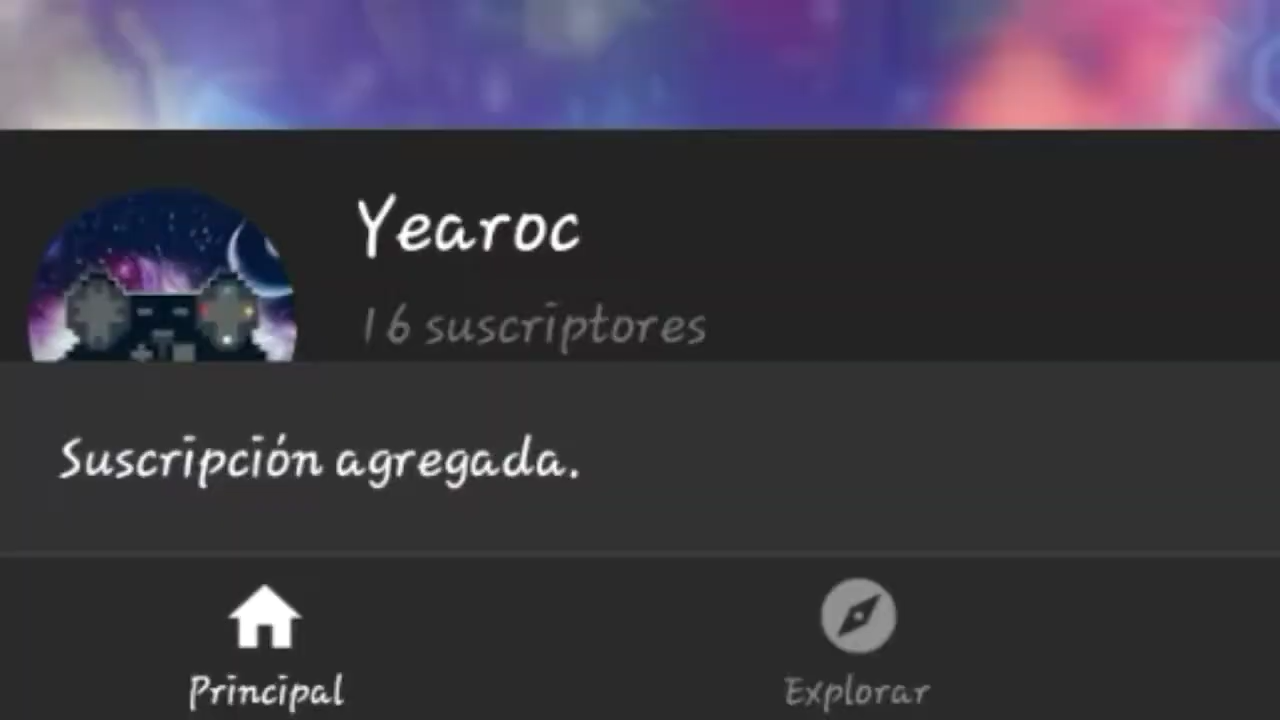 Yearoc
16 suscriptores
Suscripción agregada.
Principal
Explorar